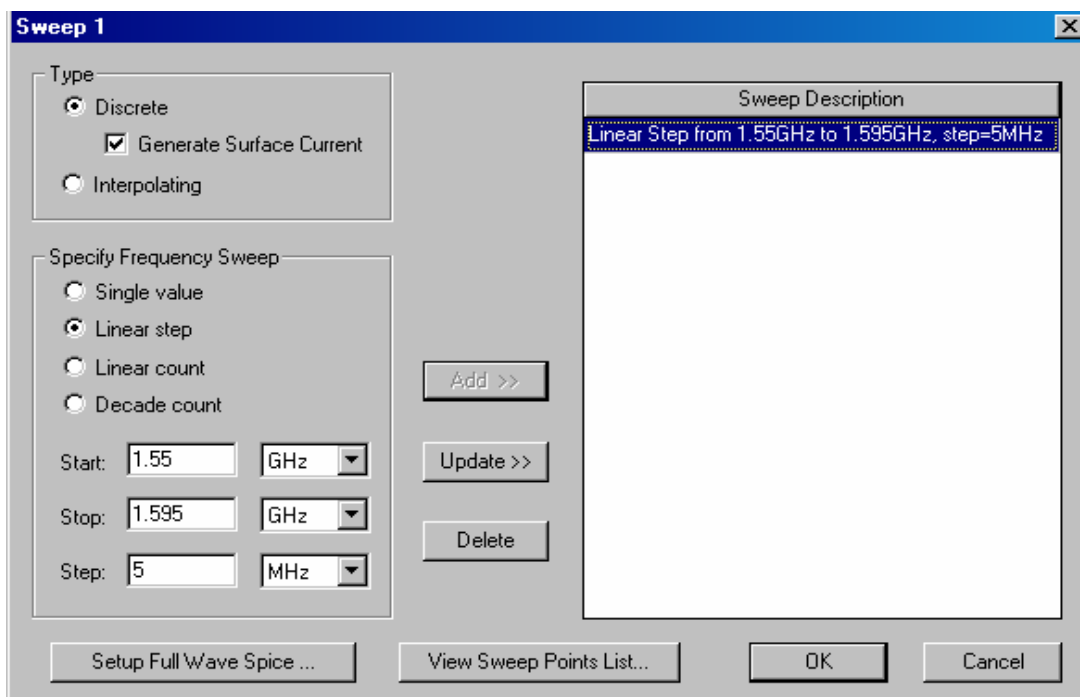 Sweep 1
Type
Discrete
Generate Surface Current
Interpolating
Specify Frequency Sweep
Single value
Linear step
Linear count
Decade count
Start: 1.55 GHz
Stop: 1.595 GHz
Step: 5 MHz
Add >>
Update >>
Delete
Sweep Description
Linear Step from 1.55GHz to 1.595GHz, step=5MHz
Setup Full Wave Spice ...
View Sweep Points List...
OK
Cancel